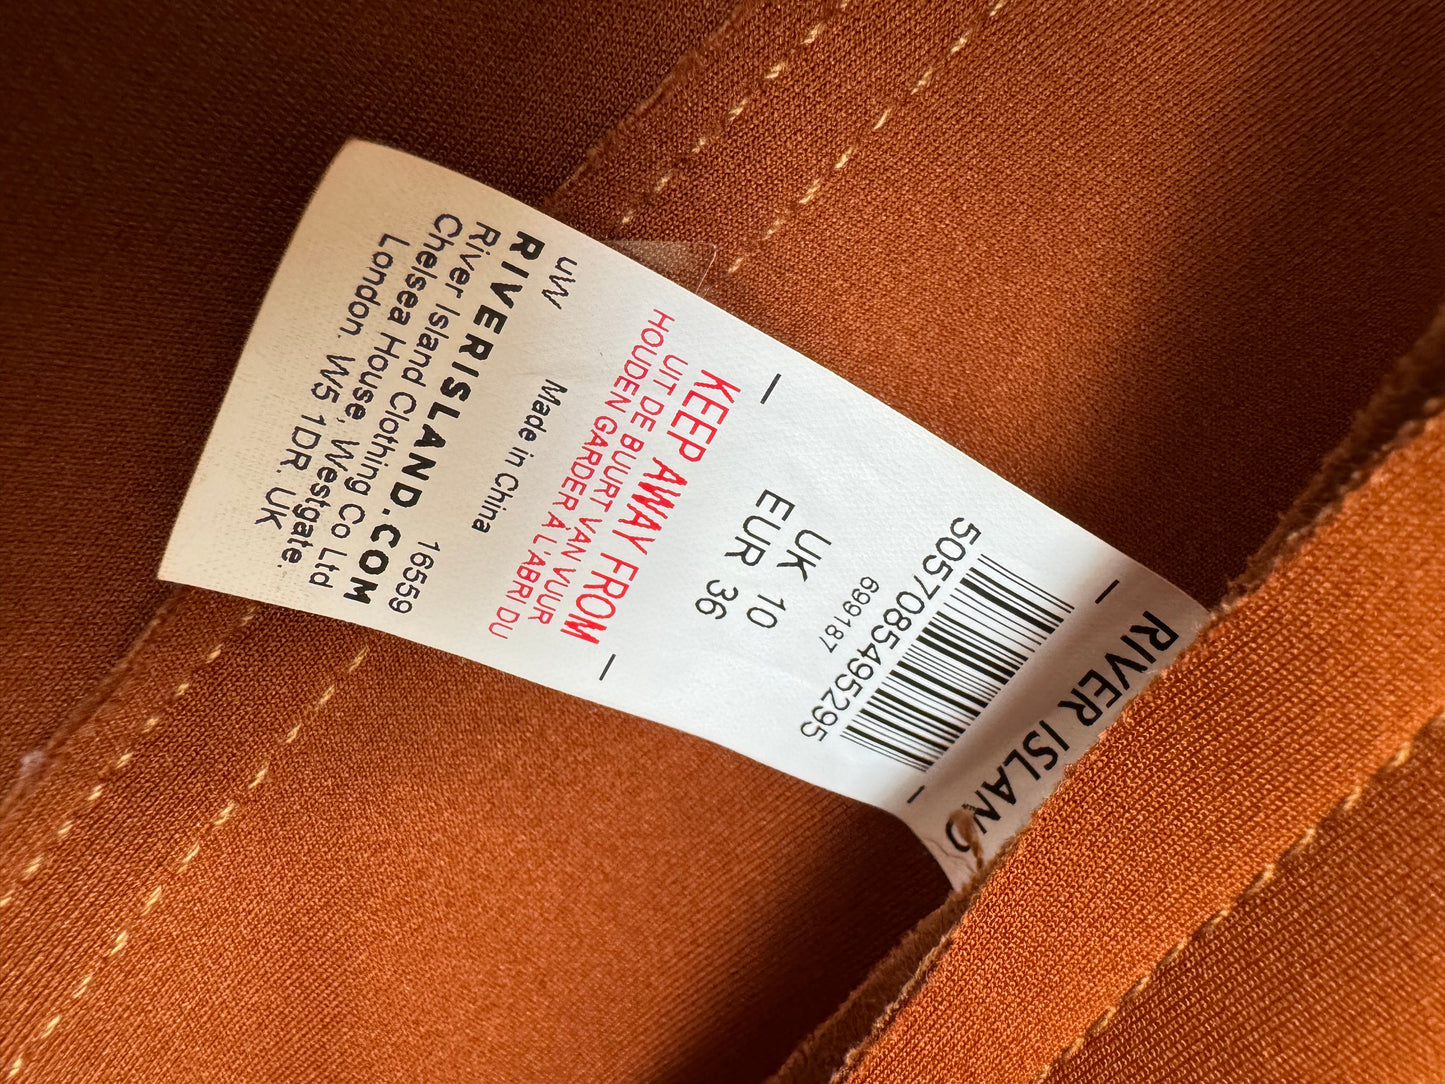 RIVER ISLAND
5057085495295
699187
UK 10
EUR 36
KEEP AWAY FROM
UIT DE BUURT VAN VUUR
HOUDEN GARDER À L'ABRI DU
uW
Made in China
16559
RIVERISLAND.COM
River Island Clothing Co Ltd
Chelsea House, Westgate.
London. W5 1DR. UK